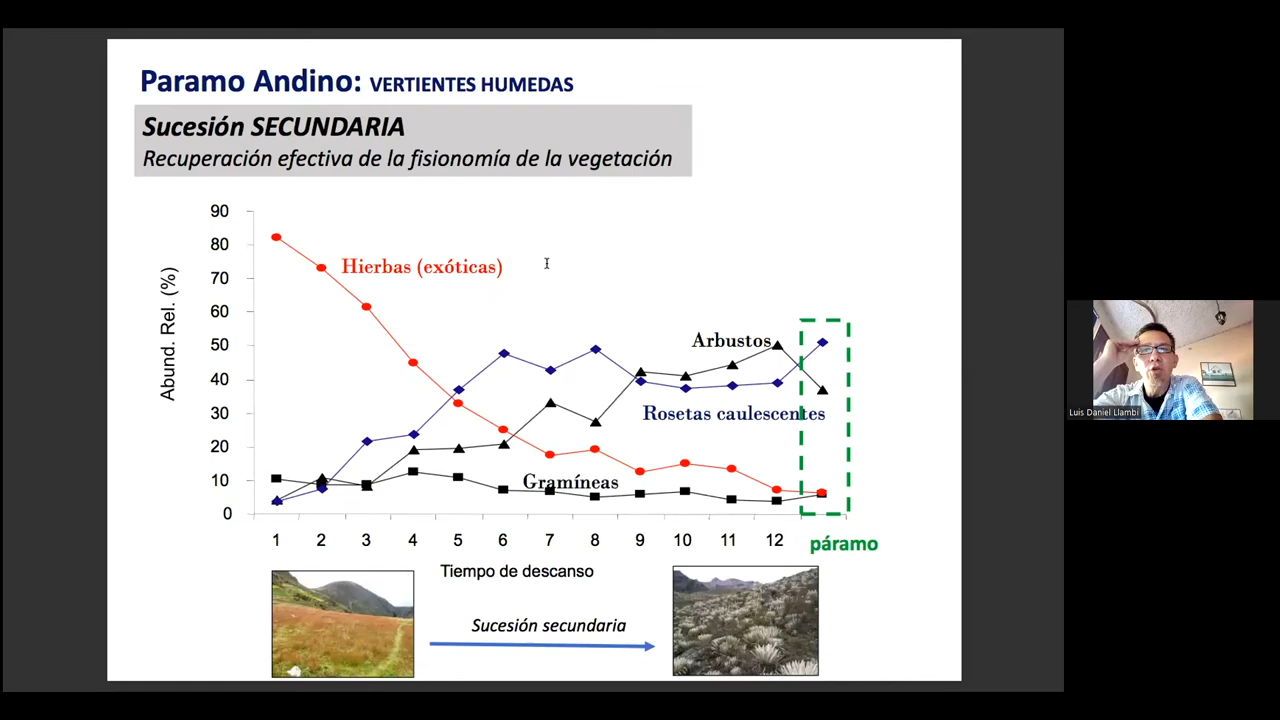 Paramo Andino: VERTIENTES HUMEDAS
Sucesión SECUNDARIA
Recuperación efectiva de la fisionomía de la vegetación
90
80
70
60
50
40
30
20
10
0
Abund. Rel. (%)
Hierbas (exóticas)
Arbustos
Rosetas caulescentes
Gramíneas
1 2 3 4 5 6 7 8 9 10 11 12 páramo
Tiempo de descanso
Sucesión secundaria
Luis Daniel Llambi